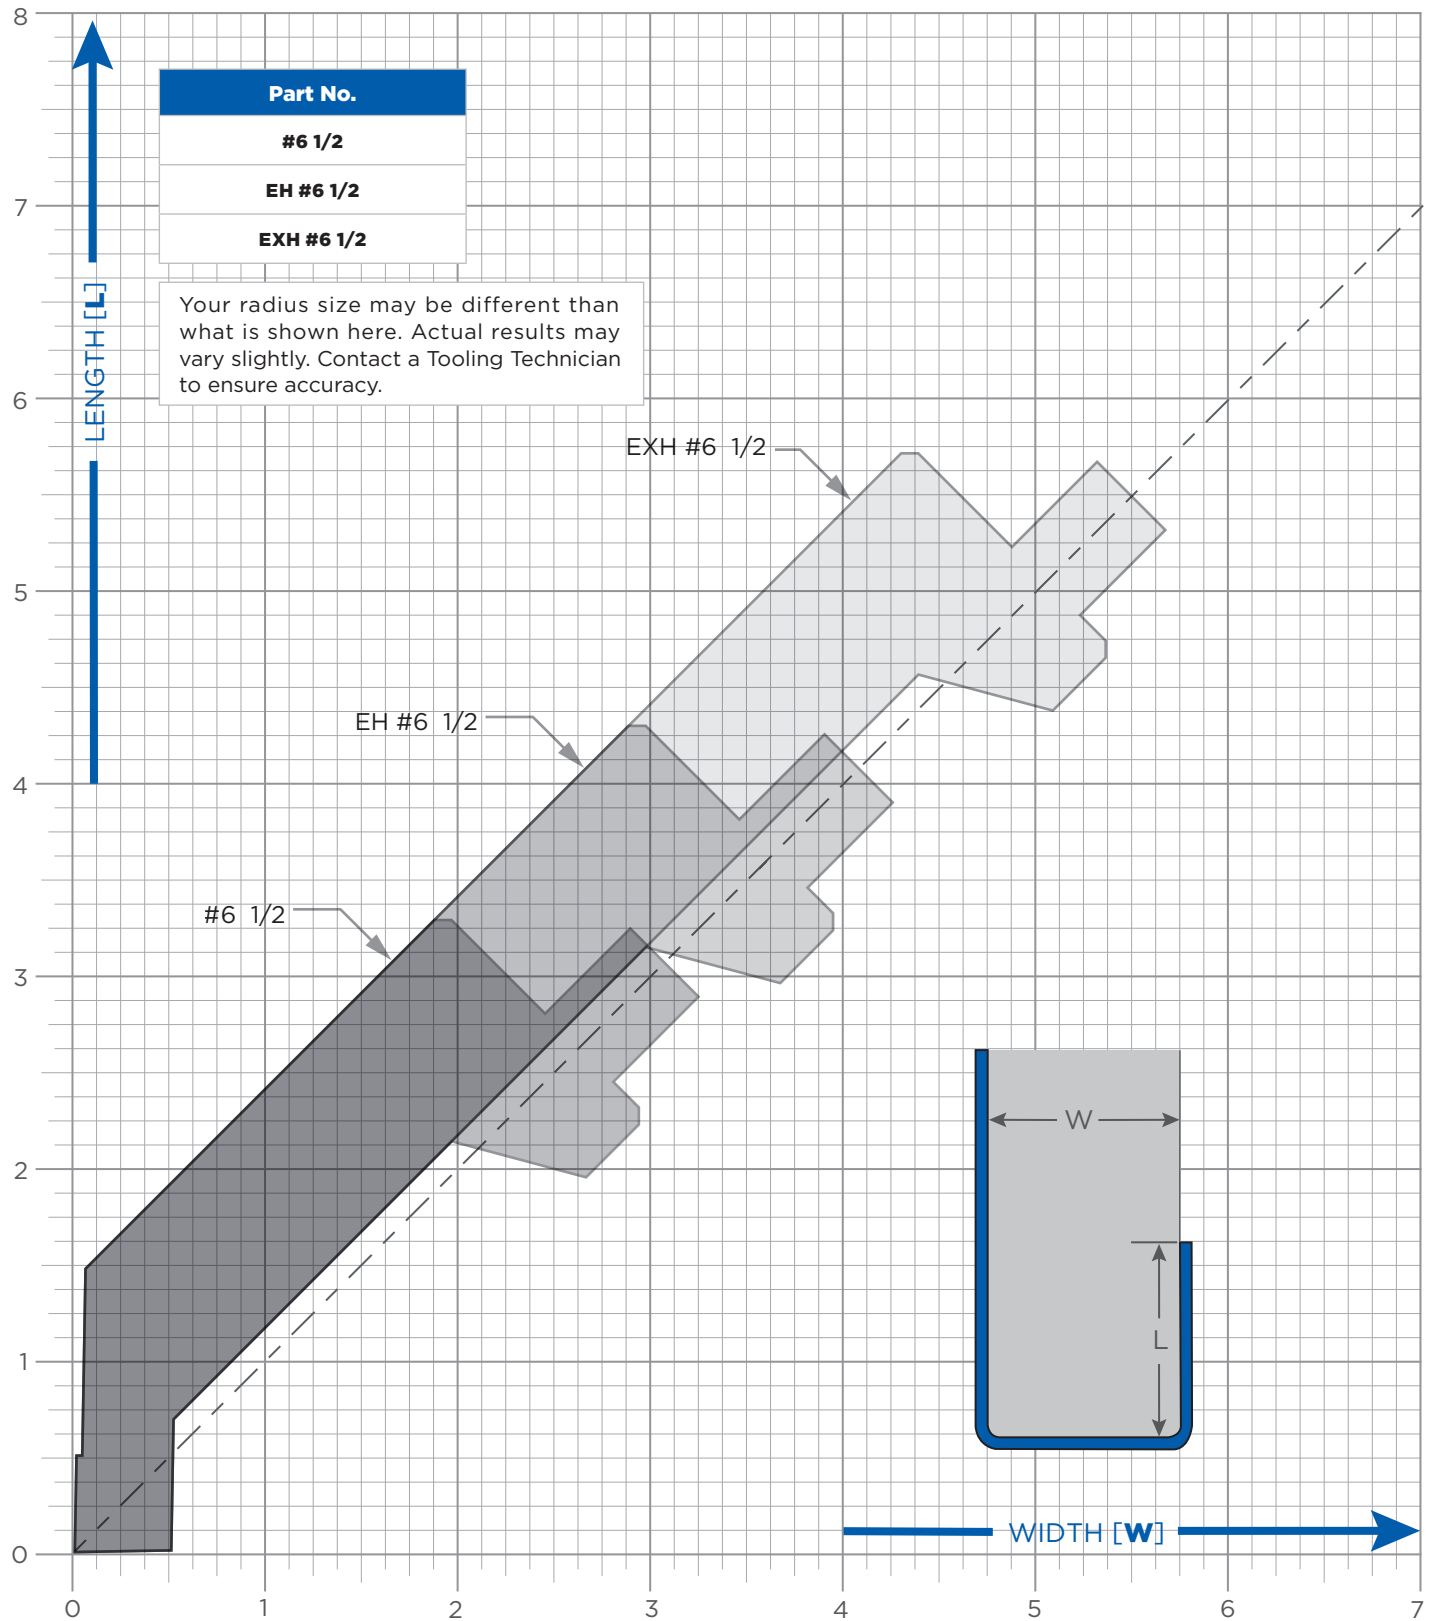 8
Part No.
#6 1/2
EH #6 1/2
EXH #6 1/2
7
LENGTH [L]
Your radius size may be different than
what is shown here. Actual results may
vary slightly. Contact a Tooling Technician
to ensure accuracy.
6
EXH #6 1/2
5
EH #6 1/2
4
#6 1/2
3
W
2
L
1
WIDTH [W]
0
0 1 2 3 4 5 6 7